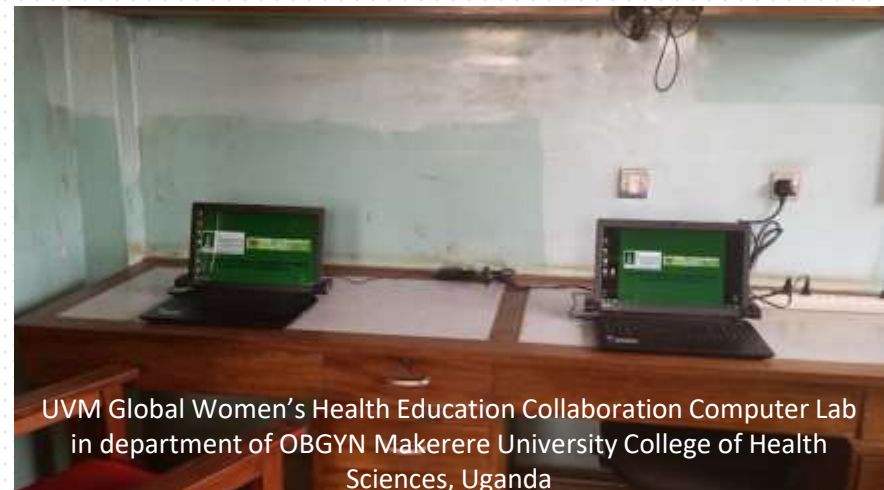 UVM Global Women’s Health Education Collaboration Computer Lab
in department of OBGYN Makerere University College of Health
Sciences, Uganda